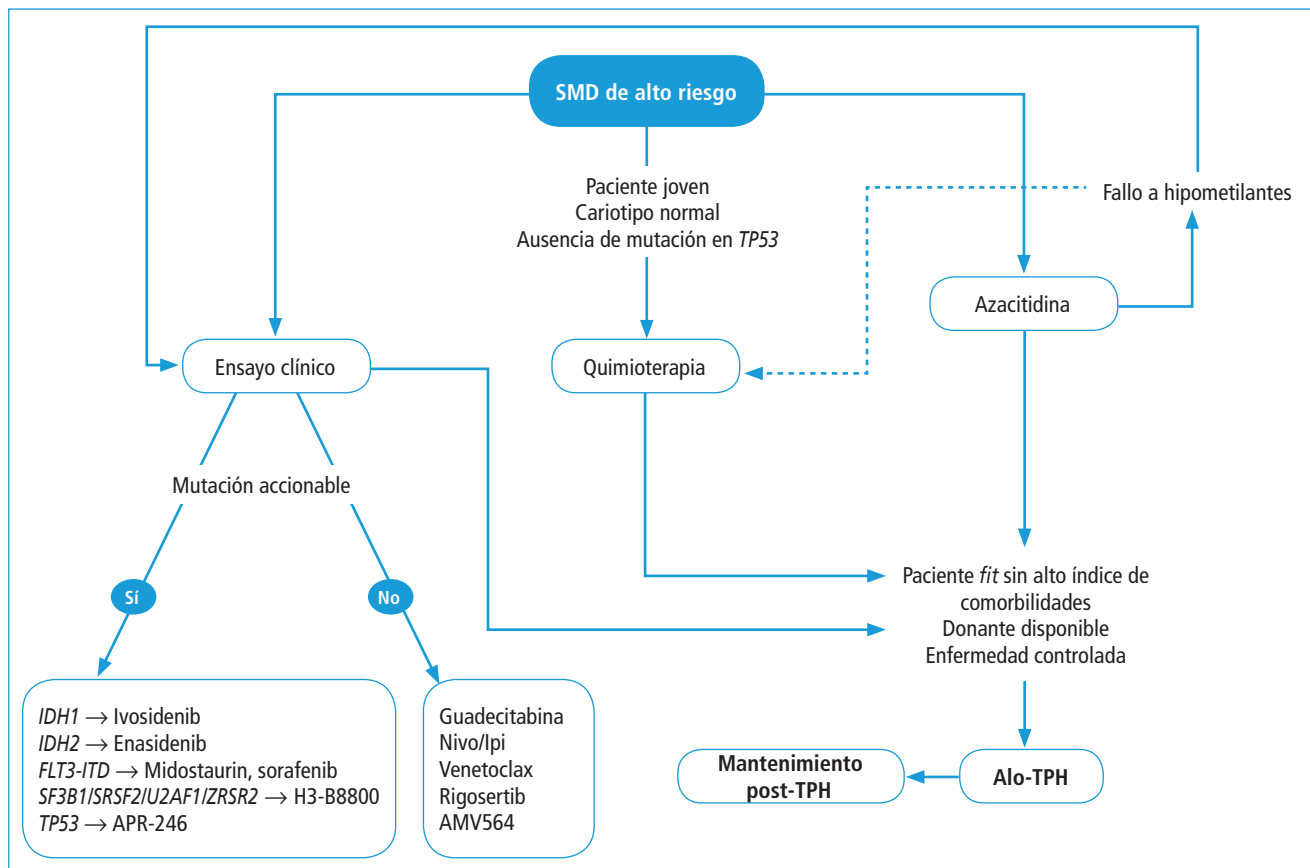 SMD de alto riesgo
Paciente joven
Cariotipo normal
Ausencia de mutación en TP53
Fallo a hipometilantes
Azacitidina
Ensayo clínico
Quimioterapia
Mutación accionable
Sí
No
Paciente fit sin alto índice de
comorbilidades
Donante disponible
Enfermedad controlada
IDH1 → Ivosidenib
IDH2 → Enasidenib
FLT3-ITD → Midostaurin, sorafenib
SF3B1/SRSF2/U2AF1/ZRSR2 → H3-B8800
TP53 → APR-246
Guadecitabina
Nivo/Ipi
Venetoclax
Rigosertib
AMV564
Mantenimiento
post-TPH
Alo-TPH